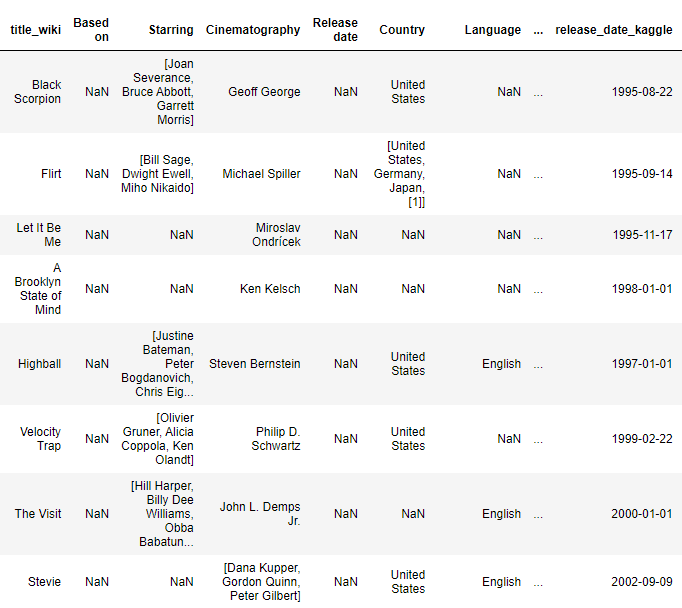 title_wiki Based on Starring Cinematography Release date Country Language ... release_date_kaggle
Black Scorpion NaN [Joan Severance, Bruce Abbott, Garrett Morris] Geoff George NaN United States NaN ... 1995-08-22
Flirt NaN [Bill Sage, Dwight Ewell, Miho Nikaido] Michael Spiller NaN [United States, Germany, Japan, [1]] NaN ... 1995-09-14
Let It Be Me NaN NaN Miroslav Ondrícek NaN NaN NaN ... 1995-11-17
A Brooklyn State of Mind NaN NaN Ken Kelsch NaN NaN NaN ... 1998-01-01
Highball NaN [Justine Bateman, Peter Bogdanovich, Chris Eig... Steven Bernstein NaN United States English ... 1997-01-01
Velocity Trap NaN [Olivier Gruner, Alicia Coppola, Ken Olandt] Philip D. Schwartz NaN United States NaN ... 1999-02-22
The Visit NaN [Hill Harper, Billy Dee Williams, Obba Babatun... John L. Demps Jr. NaN NaN English ... 2000-01-01
Stevie NaN NaN [Dana Kupper, Gordon Quinn, Peter Gilbert] NaN United States English ... 2002-09-09